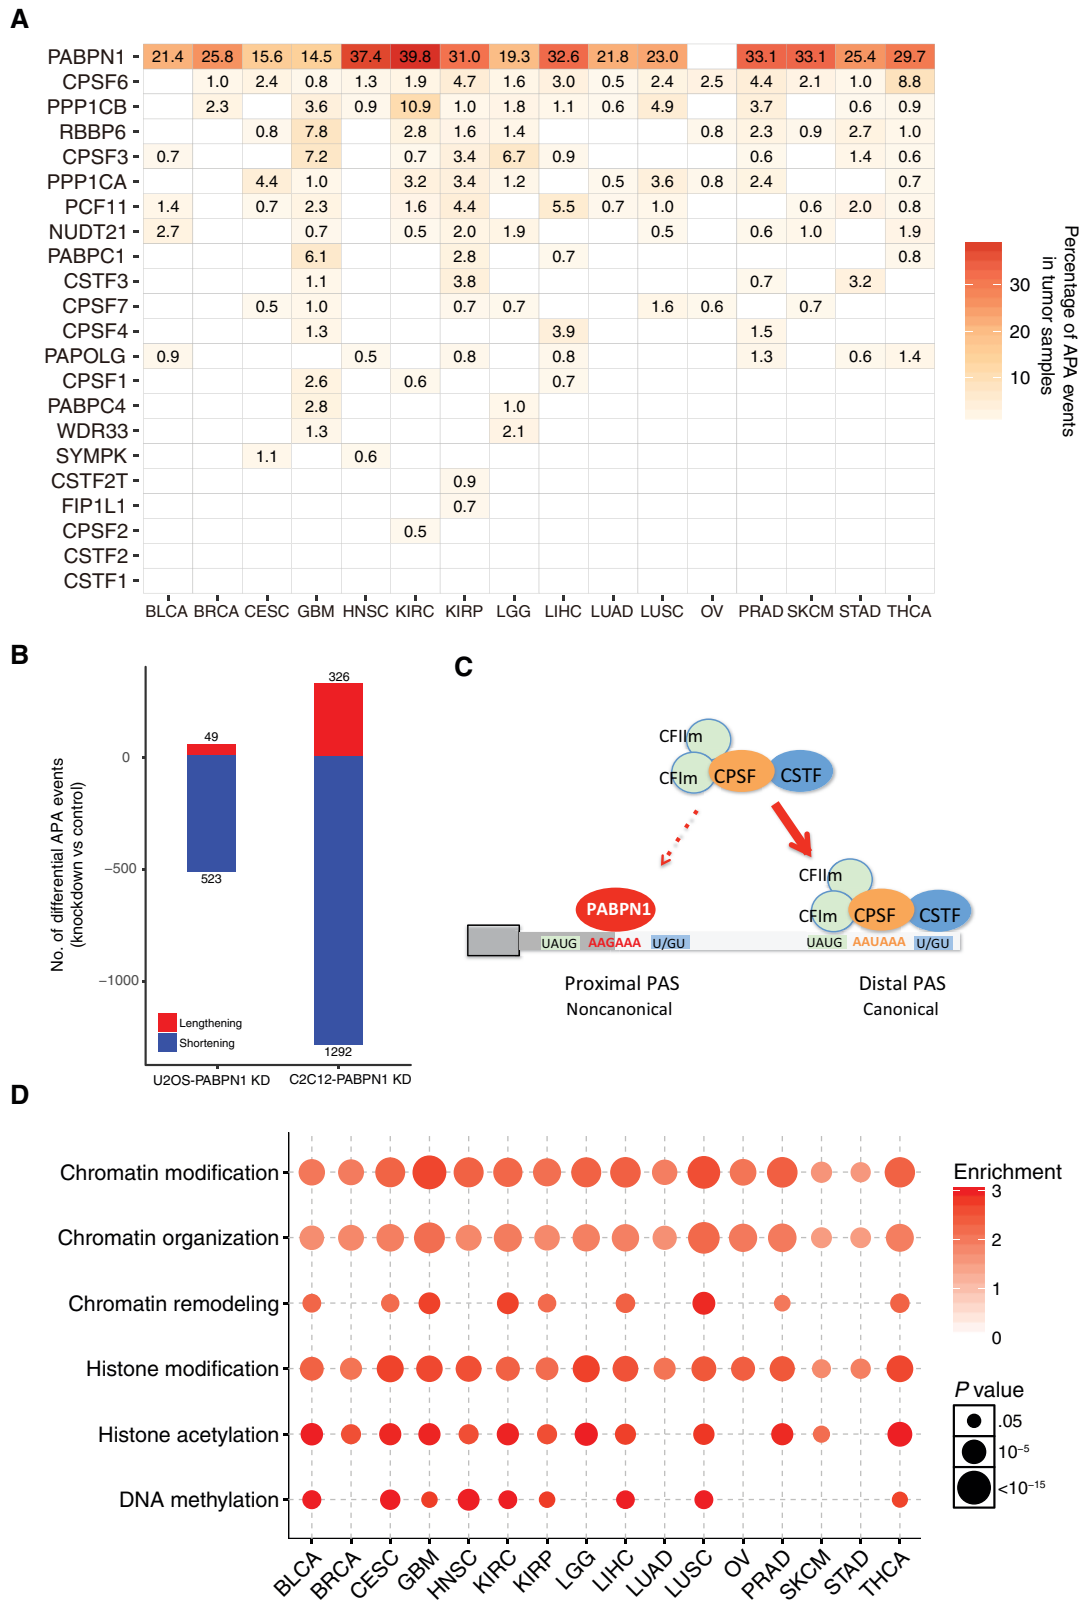 A
PABPN1 21.4 25.8 15.6 14.5 37.4 39.8 31.0 19.3 32.6 21.8 23.0 33.1 33.1 25.4 29.7
CPSF6 1.0 2.4 0.8 1.3 1.9 4.7 1.6 3.0 0.5 2.4 2.5 4.4 2.1 1.0 8.8
PPP1CB 2.3 3.6 0.9 10.9 1.0 1.8 1.1 0.6 4.9 3.7 0.6 0.9
RBBP6 0.8 7.8 2.8 1.6 1.4 0.8 2.3 0.9 2.7 1.0
CPSF3 0.7 7.2 0.7 3.4 6.7 0.9 0.6 1.4 0.6
PPP1CA 4.4 1.0 3.2 3.4 1.2 0.5 3.6 0.8 2.4 0.7
PCF11 1.4 0.7 2.3 1.6 4.4 5.5 0.7 1.0 0.6 2.0 0.8
NUDT21 2.7 0.7 0.5 2.0 1.9 0.5 0.6 1.0 1.9
PABPC1 6.1 2.8 0.7 0.8
CSTF3 1.1 3.8 0.7 3.2
CPSF7 0.5 1.0 0.7 0.7 1.6 0.6 0.7
CPSF4 1.3 3.9 1.5
PAPOLG 0.9 0.5 0.8 0.8 1.3 0.6 1.4
CPSF1 2.6 0.6 0.7
PABPC4 2.8 1.0
WDR33 1.3 2.1
SYMPK 1.1 0.6
CSTF2T 0.9
FIP1L1 0.7
CPSF2 0.5
CSTF2
CSTF1
BLCA BRCA CESC GBM HNSC KIRC KIRP LGG LIHC LUAD LUSC OV PRAD SKCM STAD THCA
30
20
10
Percentage of APA events
in tumor samples
B
No. of differential APA events
(knockdown vs control)
0
−500
−1000
49
523
326
1292
Lengthening
Shortening
U2OS-PABPN1 KD C2C12-PABPN1 KD
C
CFIIm
CFIm CPSF CSTF
CFIIm
PABPN1 CFIm CPSF CSTF
UAUG AAGAAA U/GU UAUG AAUAAA U/GU
Proximal PAS Distal PAS
Noncanonical Canonical
D
Chromatin modification
Chromatin organization
Chromatin remodeling
Histone modification
Histone acetylation
DNA methylation
BLCA BRCA CESC GBM HNSC KIRC KIRP LGG LIHC LUAD LUSC OV PRAD SKCM STAD THCA
Enrichment
3
2
1
0
P value
.05
10⁻⁵
<10⁻¹⁵